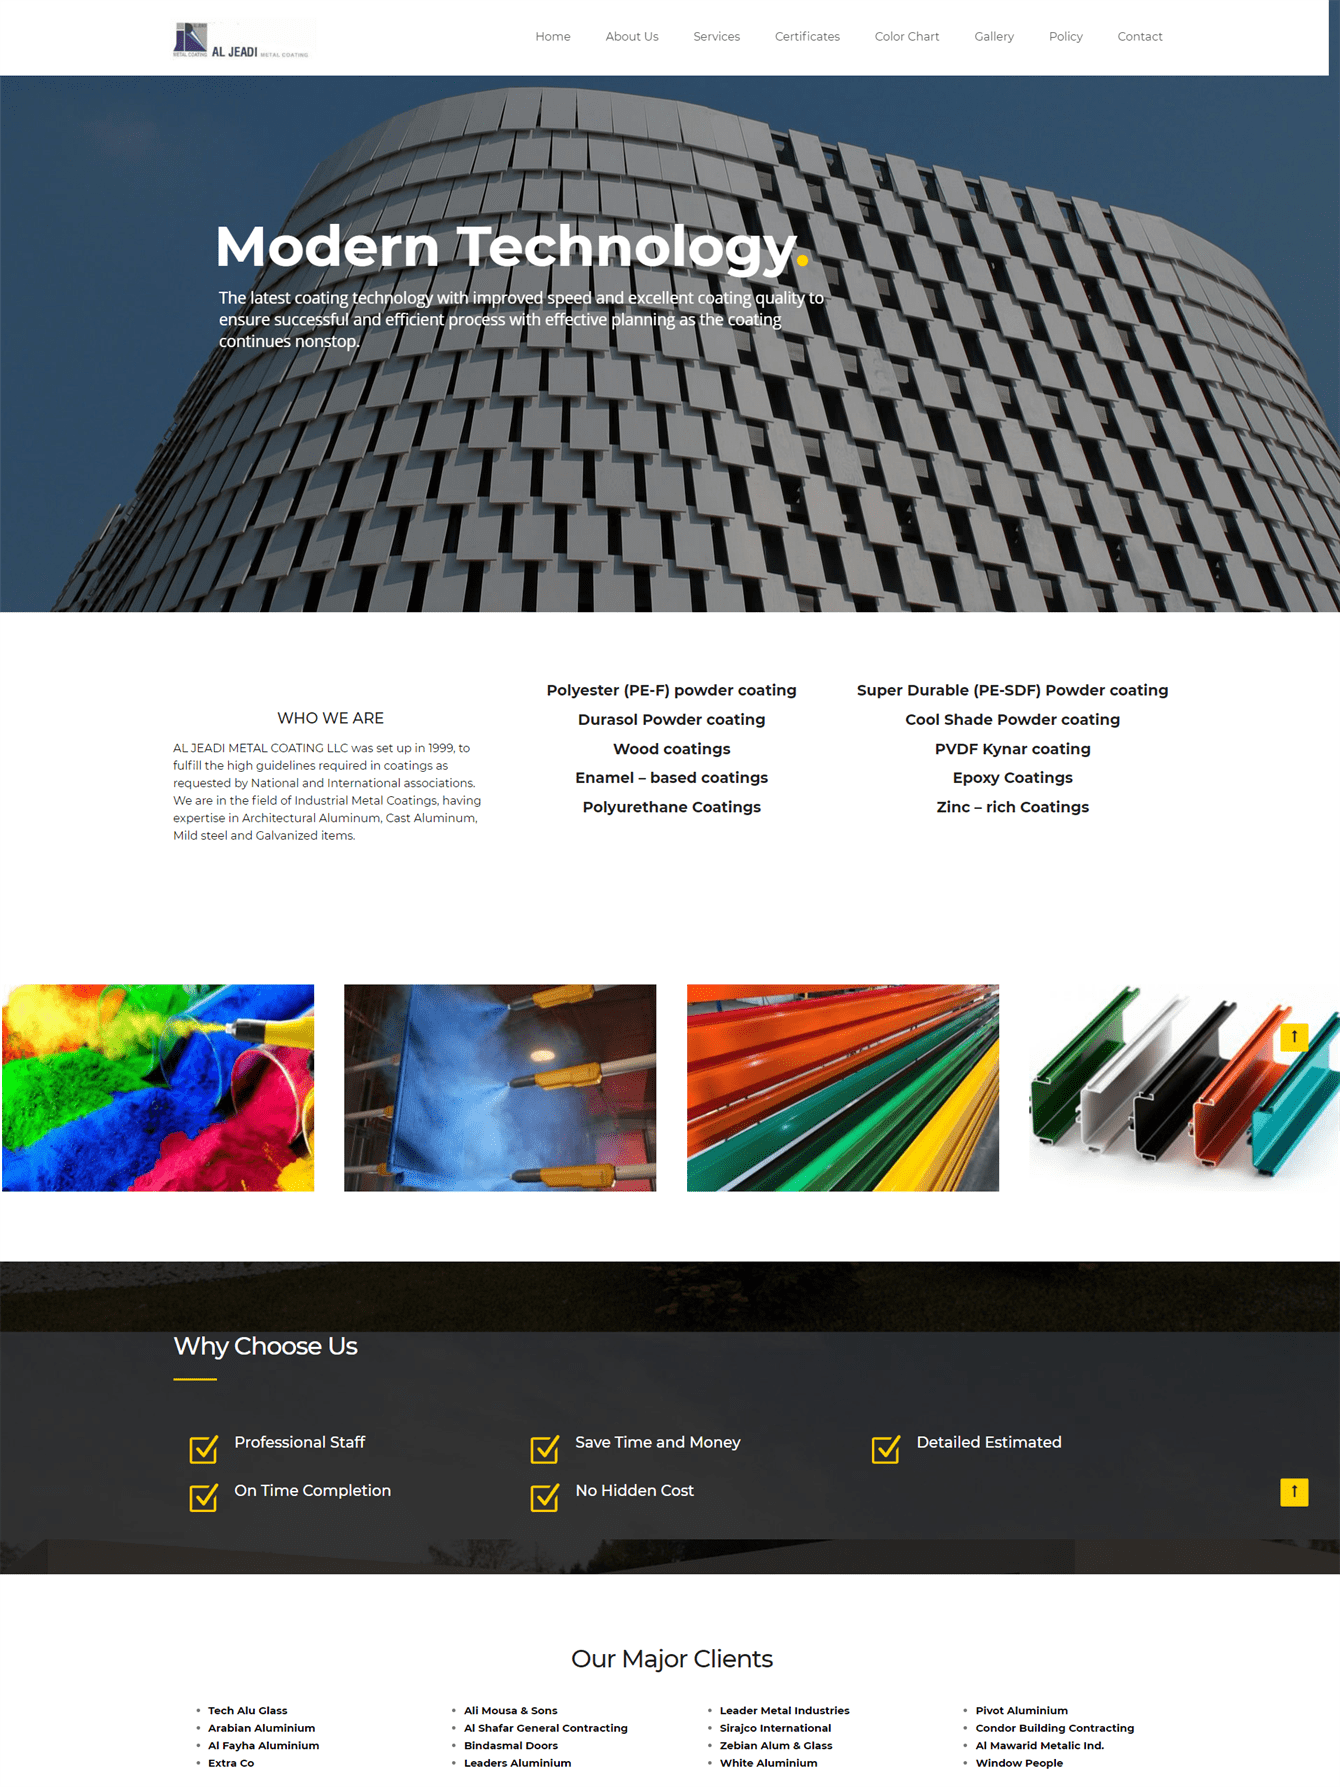 METAL COATING AL JEADI METAL COATING
Home About Us Services Certificates Color Chart Gallery Policy Contact
Modern Technology.
The latest coating technology with improved speed and excellent coating quality to
ensure successful and efficient process with effective planning as the coating
continues nonstop.
WHO WE ARE
AL JEADI METAL COATING LLC was set up in 1999, to
fulfill the high guidelines required in coatings as
requested by National and International associations.
We are in the field of Industrial Metal Coatings, having
expertise in Architectural Aluminum, Cast Aluminum,
Mild steel and Galvanized items.
Polyester (PE-F) powder coating
Durasol Powder coating
Wood coatings
Enamel – based coatings
Polyurethane Coatings
Super Durable (PE-SDF) Powder coating
Cool Shade Powder coating
PVDF Kynar coating
Epoxy Coatings
Zinc – rich Coatings
Why Choose Us
Professional Staff
Save Time and Money
Detailed Estimated
On Time Completion
No Hidden Cost
Our Major Clients
Tech Alu Glass
Arabian Aluminium
Al Fayha Aluminium
Extra Co
Ali Mousa & Sons
Al Shafar General Contracting
Bindasmal Doors
Leaders Aluminium
Leader Metal Industries
Sirajco International
Zebian Alum & Glass
White Aluminium
Pivot Aluminium
Condor Building Contracting
Al Mawarid Metalic Ind.
Window People